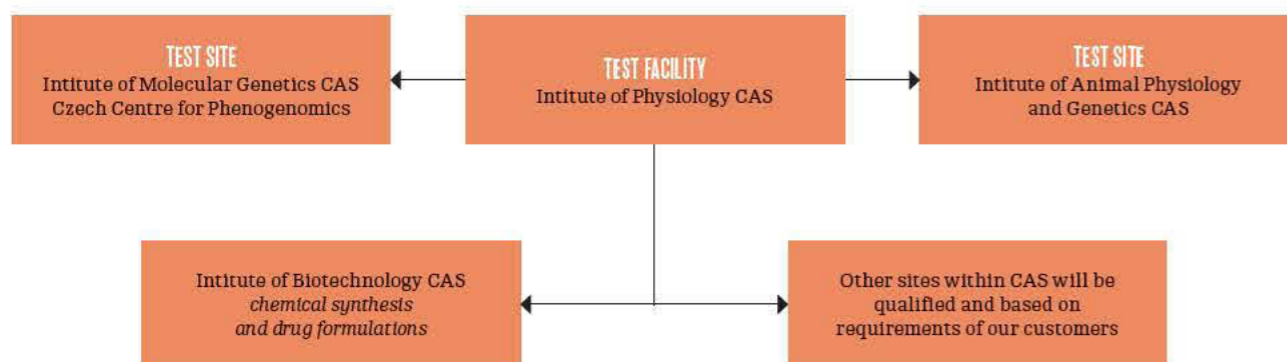 TEST SITE
Intitute of Molecular Genetics CAS
Czech Centre for Phenogenomics
TEST FACILITY
Intitute of Physiology CAS
TEST SITE
Intitute of Animal Physiology
and Genetics CAS
Intitute of Biotechnology CAS
chemical synthesis
and drug formulations
Other sites within CAS will be
qualified and based on
requirements of our customers